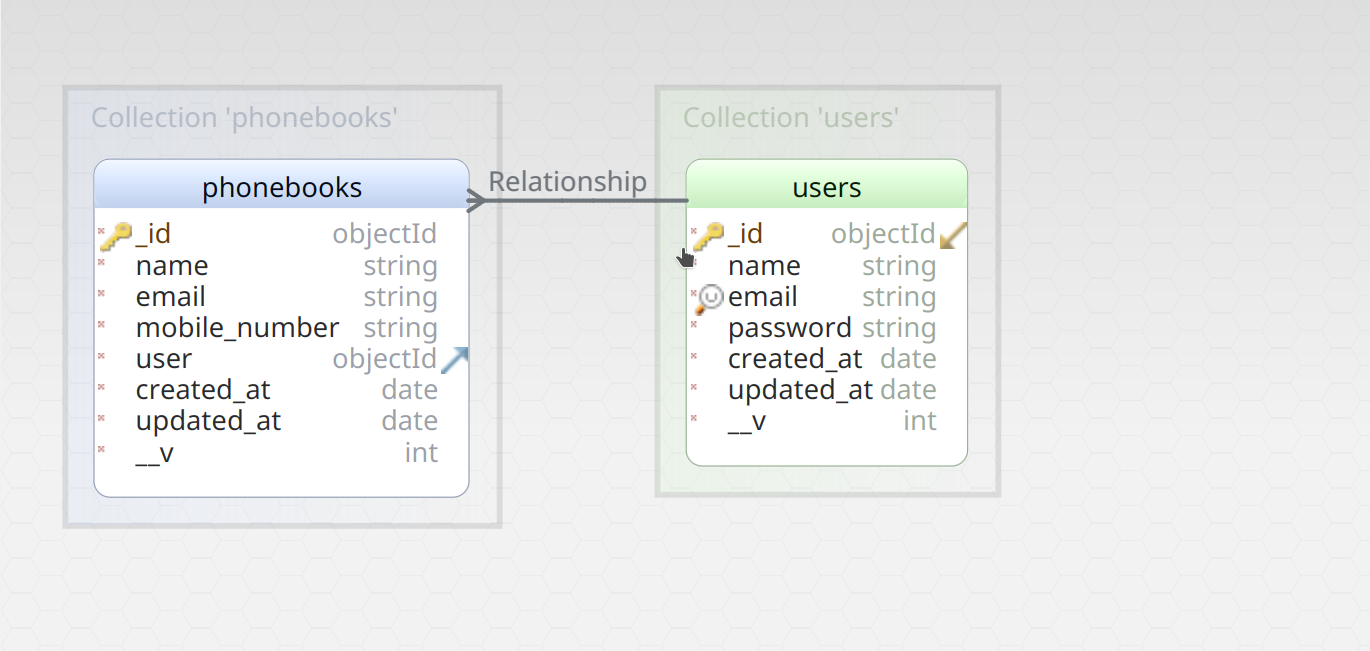 Collection 'phonebooks'
phonebooks
_id objectId
name string
email string
mobile_number string
user objectId
created_at date
updated_at date
__v int
Relationship
Collection 'users'
users
_id objectId
name string
email string
password string
created_at date
updated_at date
__v int